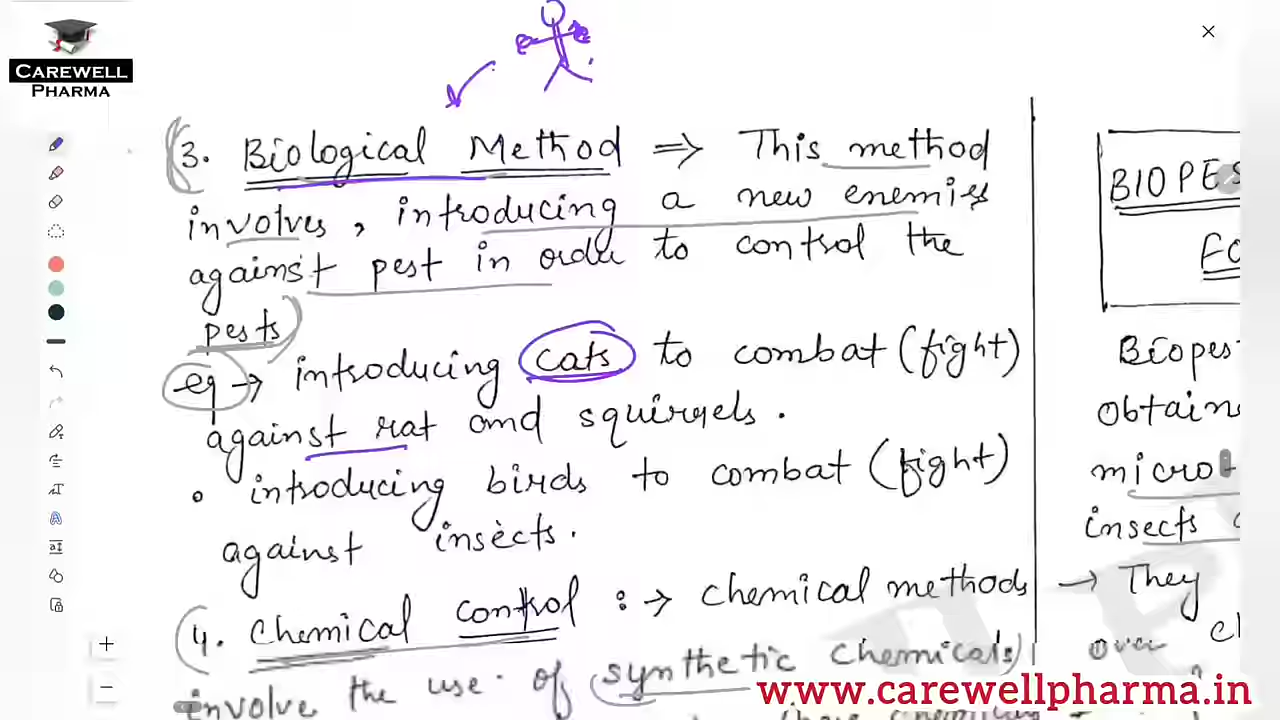 CAREWELL
PHARMA
3. Biological Method => This method
involves, introducing a new enemies
against pest in order to control the
pests
eg → introducing cats to combat (fight)
against rat and squirrels.
• introducing birds to combat (fight)
against insects.
4. Chemical control :→ chemical methods
involve the use of synthetic chemicals
BIOPES
FO
Biopes
obtaine
micro
insects
→ They
over
www.carewellpharma.in